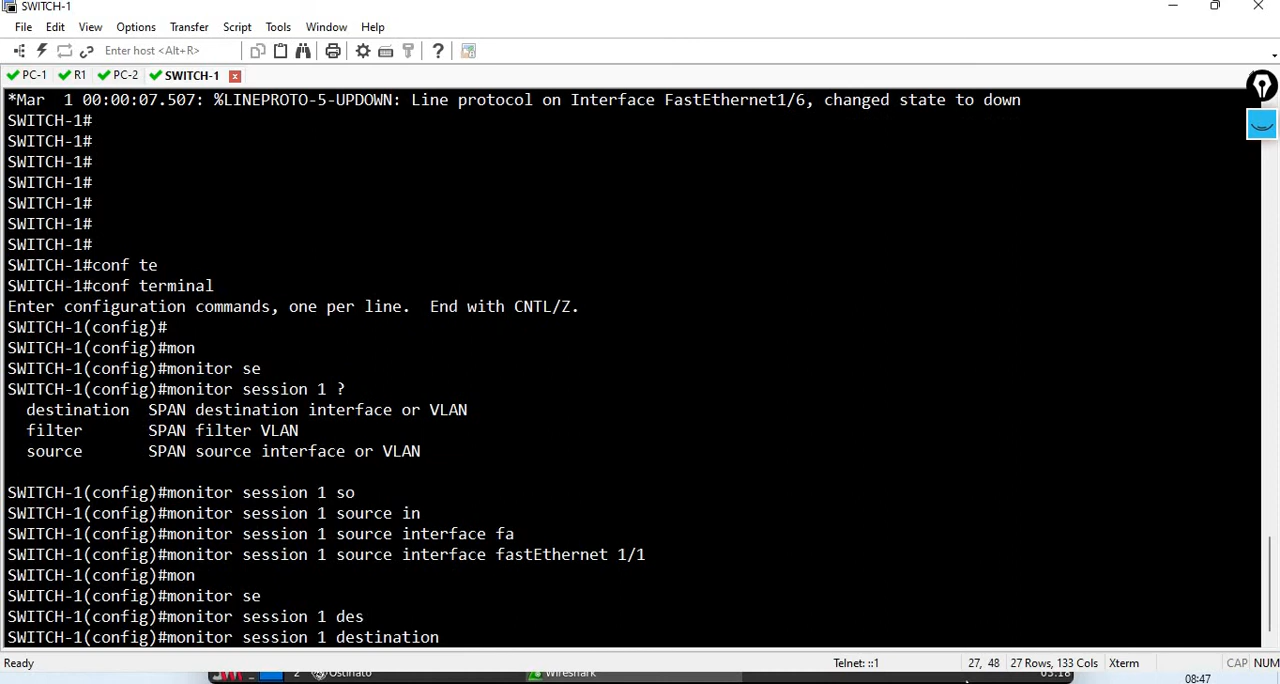 SWITCH-1
File Edit View Options Transfer Script Tools Window Help
Enter host <Alt+R>
PC-1 R1 PC-2 SWITCH-1
*Mar  1 00:00:07.507: %LINEPROTO-5-UPDOWN: Line protocol on Interface FastEthernet1/6, changed state to down
SWITCH-1#
SWITCH-1#
SWITCH-1#
SWITCH-1#
SWITCH-1#
SWITCH-1#
SWITCH-1#
SWITCH-1#conf te
SWITCH-1#conf terminal
Enter configuration commands, one per line.  End with CNTL/Z.
SWITCH-1(config)#
SWITCH-1(config)#mon
SWITCH-1(config)#monitor se
SWITCH-1(config)#monitor session 1 ?
  destination  SPAN destination interface or VLAN
  filter       SPAN filter VLAN
  source       SPAN source interface or VLAN
SWITCH-1(config)#monitor session 1 so
SWITCH-1(config)#monitor session 1 source in
SWITCH-1(config)#monitor session 1 source interface fa
SWITCH-1(config)#monitor session 1 source interface fastEthernet 1/1
SWITCH-1(config)#mon
SWITCH-1(config)#monitor se
SWITCH-1(config)#monitor session 1 des
SWITCH-1(config)#monitor session 1 destination
Ready Telnet: ::1 27, 48 27 Rows, 133 Cols Xterm CAP NUM
2 Ostinato Wireshark 03:18 08:47